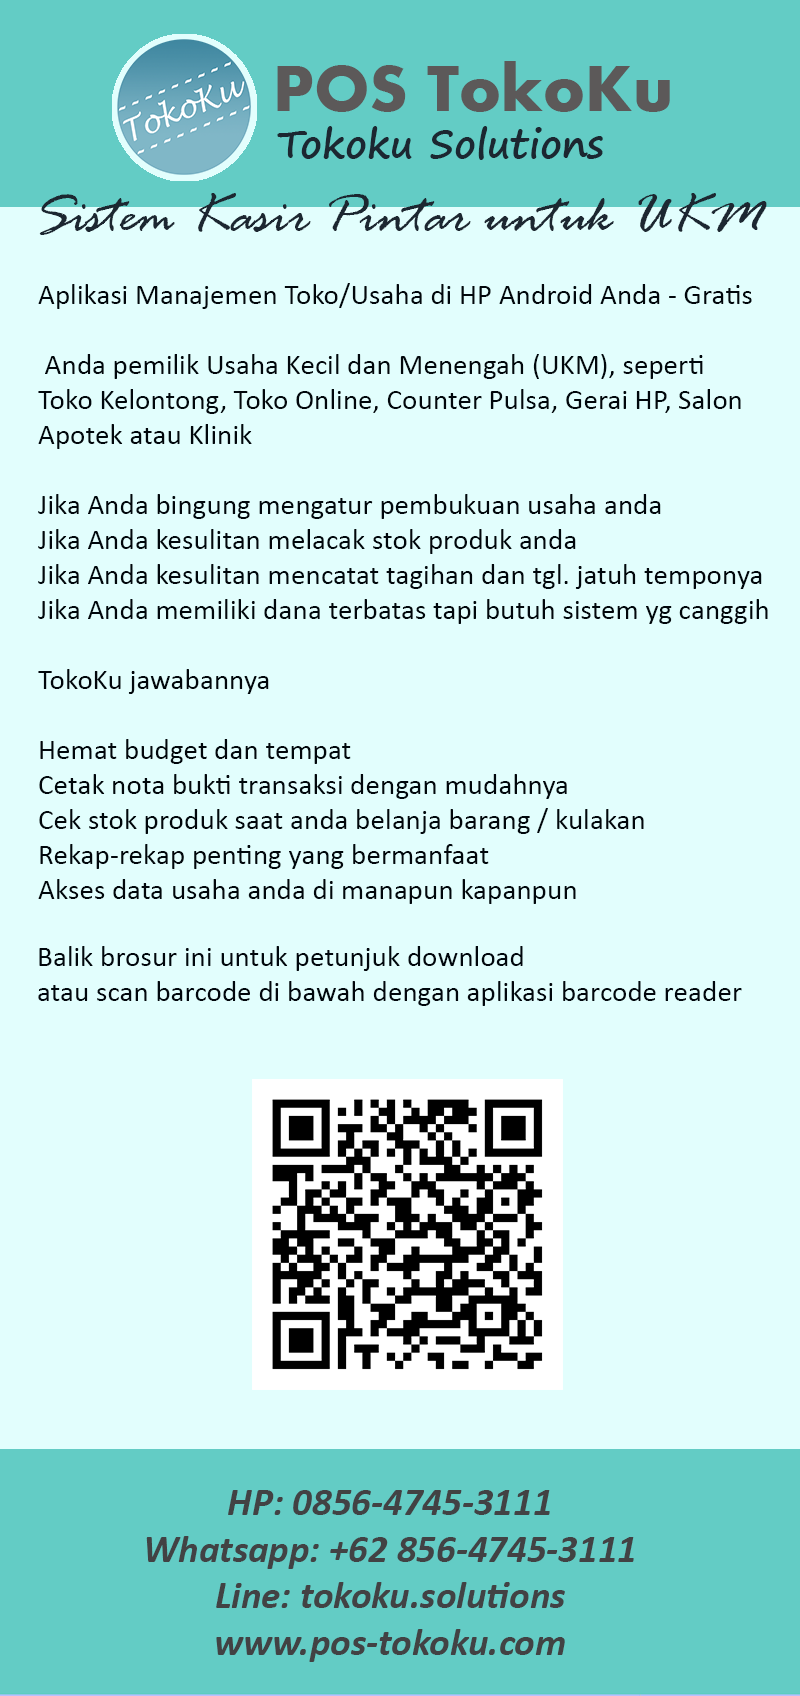 TokoKu
POS TokoKu
Tokoku Solutions
Sistem Kasir Pintar untuk UKM
Aplikasi Manajemen Toko/Usaha di HP Android Anda - Gratis
Anda pemilik Usaha Kecil dan Menengah (UKM), seperti
Toko Kelontong, Toko Online, Counter Pulsa, Gerai HP, Salon
Apotek atau Klinik
Jika Anda bingung mengatur pembukuan usaha anda
Jika Anda kesulitan melacak stok produk anda
Jika Anda kesulitan mencatat tagihan dan tgl. jatuh temponya
Jika Anda memiliki dana terbatas tapi butuh sistem yg canggih
TokoKu jawabannya
Hemat budget dan tempat
Cetak nota bukti transaksi dengan mudahnya
Cek stok produk saat anda belanja barang / kulakan
Rekap-rekap penting yang bermanfaat
Akses data usaha anda di manapun kapanpun
Balik brosur ini untuk petunjuk download
atau scan barcode di bawah dengan aplikasi barcode reader
HP: 0856-4745-3111
Whatsapp: +62 856-4745-3111
Line: tokoku.solutions
www.pos-tokoku.com